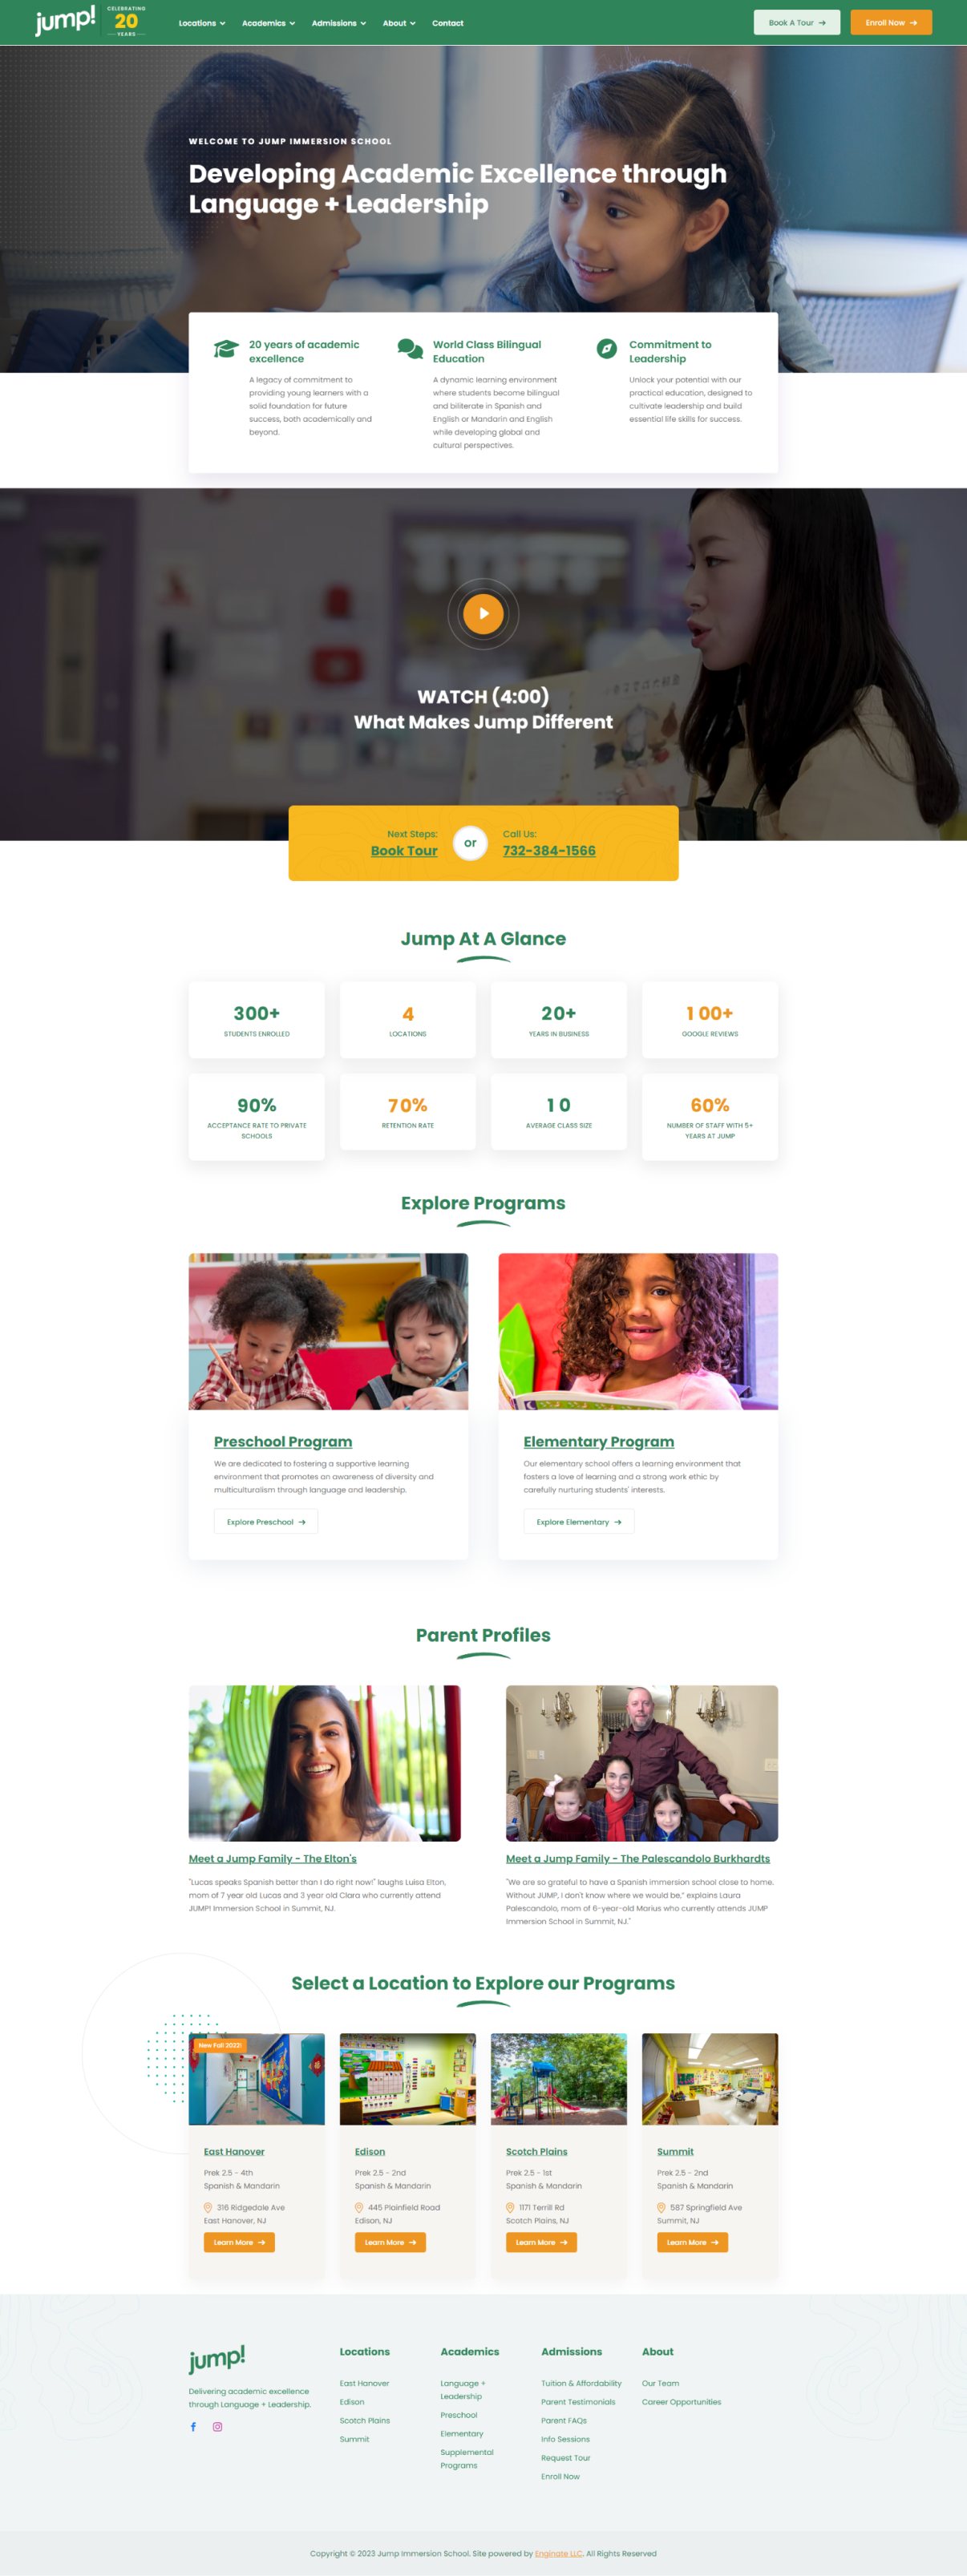 jump!
CELEBRATING
20
YEARS
Locations
Academics
Admissions
About
Contact
Book A Tour
Enroll Now
WELCOME TO JUMP IMMERSION SCHOOL
Developing Academic Excellence through
Language + Leadership
20 years of academic
excellence
A legacy of commitment to
providing young learners with a
solid foundation for future
success, both academically and
beyond.
World Class Bilingual
Education
A dynamic learning environment
where students become bilingual
and biliterate in Spanish and
English or Mandarin and English
while developing global and
cultural perspectives.
Commitment to
Leadership
Unlock your potential with our
practical education, designed to
cultivate leadership and build
essential life skills for success.
WATCH (4:00)
What Makes Jump Different
Next Steps:
Book Tour
or
Call Us:
732-384-1566
Jump At A Glance
300+
STUDENTS ENROLLED
4
LOCATIONS
20+
YEARS IN BUSINESS
100+
GOOGLE REVIEWS
90%
ACCEPTANCE RATE TO PRIVATE
SCHOOLS
70%
RETENTION RATE
10
AVERAGE CLASS SIZE
60%
NUMBER OF STAFF WITH 5+
YEARS AT JUMP
Explore Programs
Preschool Program
We are dedicated to fostering a supportive learning
environment that promotes an awareness of diversity and
multiculturalism through language and leadership.
Explore Preschool
Elementary Program
Our elementary school offers a learning environment that
fosters a love of learning and a strong work ethic by
carefully nurturing students' interests.
Explore Elementary
Parent Profiles
Meet a Jump Family - The Elton's
"Lucas speaks Spanish better than I do right now!" laughs Luisa Elton,
mom of 7 year old Lucas and 3 year old Clara who currently attend
JUMP! Immersion School in Summit, NJ.
Meet a Jump Family - The Palescandolo Burkhardts
"We are so grateful to have a Spanish immersion school close to home.
Without JUMP, I don't know where we would be," explains Laura
Palescandolo, mom of 6-year-old Marius who currently attends JUMP
Immersion School in Summit, NJ."
Select a Location to Explore our Programs
New Fall 2022!
East Hanover
Prek 2.5 - 4th
Spanish & Mandarin
316 Ridgedale Ave
East Hanover, NJ
Learn More
Edison
Prek 2.5 - 2nd
Spanish & Mandarin
445 Plainfield Road
Edison, NJ
Learn More
Scotch Plains
Prek 2.5 - 1st
Spanish & Mandarin
1171 Terrill Rd
Scotch Plains, NJ
Learn More
Summit
Prek 2.5 - 2nd
Spanish & Mandarin
587 Springfield Ave
Summit, NJ
Learn More
jump!
Delivering academic excellence
through Language + Leadership.
Locations
East Hanover
Edison
Scotch Plains
Summit
Academics
Language +
Leadership
Preschool
Elementary
Supplemental
Programs
Admissions
Tuition & Affordability
Parent Testimonials
Parent FAQs
Info Sessions
Request Tour
Enroll Now
About
Our Team
Career Opportunities
Copyright © 2023 Jump Immersion School. Site powered by Enginate LLC. All Rights Reserved